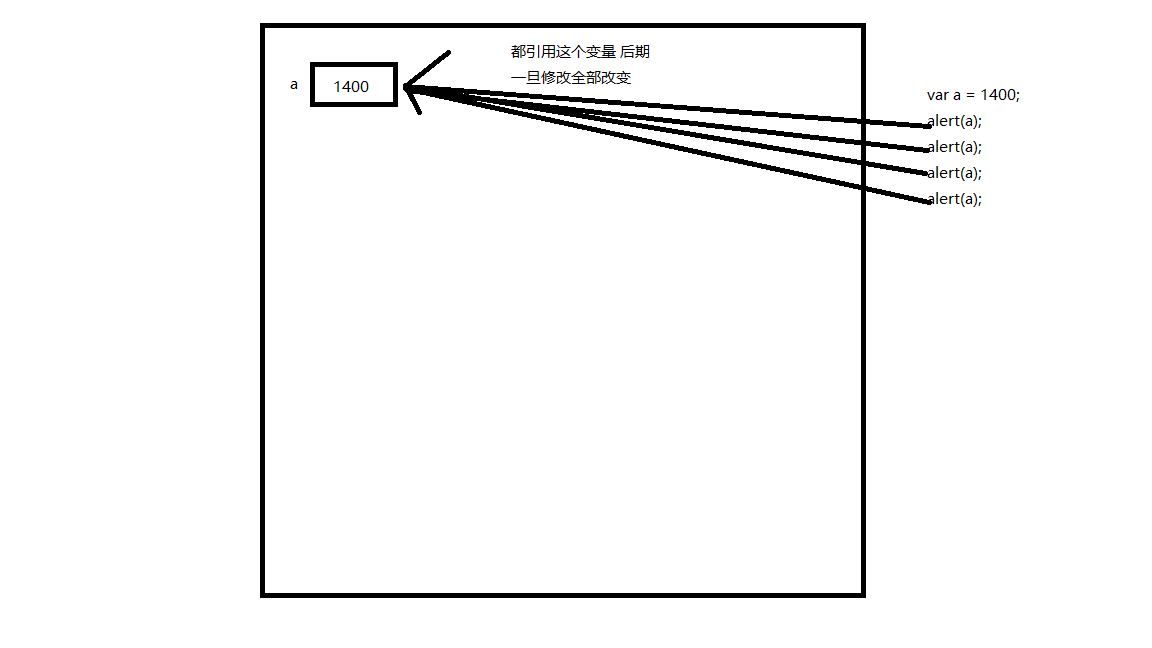 都引用这个变量 后期
一旦修改全部改变
a
1400
var a = 1400;
alert(a);
alert(a);
alert(a);
alert(a);